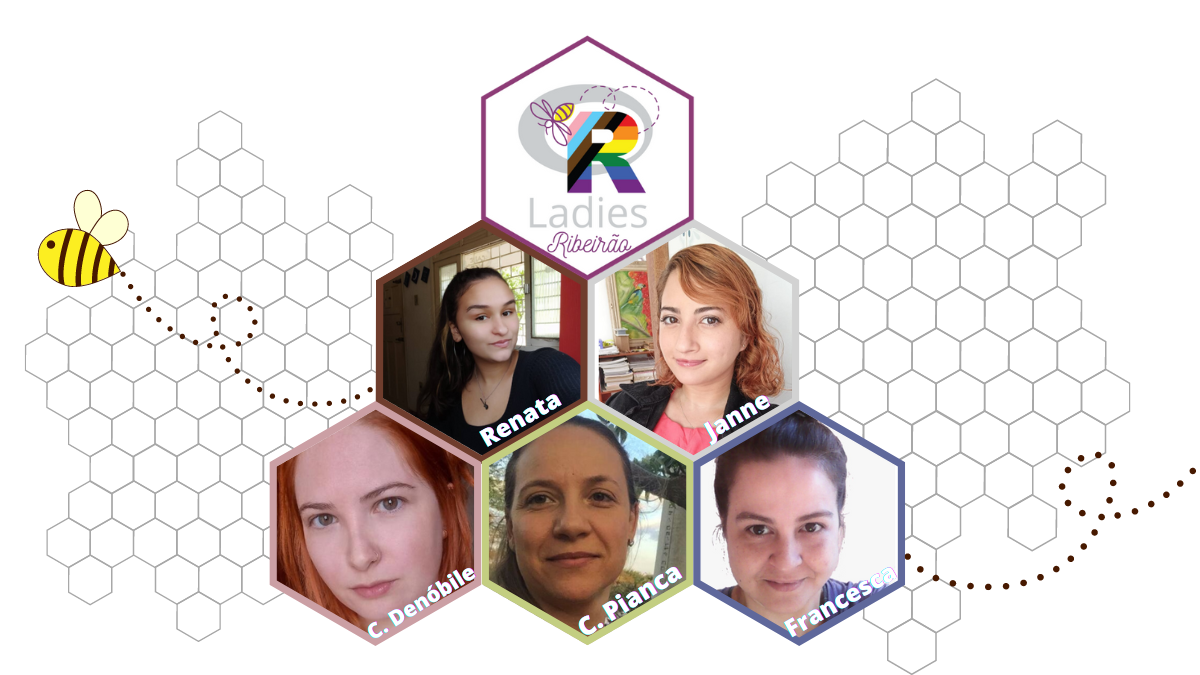 R
Ladies
Ribeirão
Renata
Janne
C. Denóbile
C. Pianca
Francesca